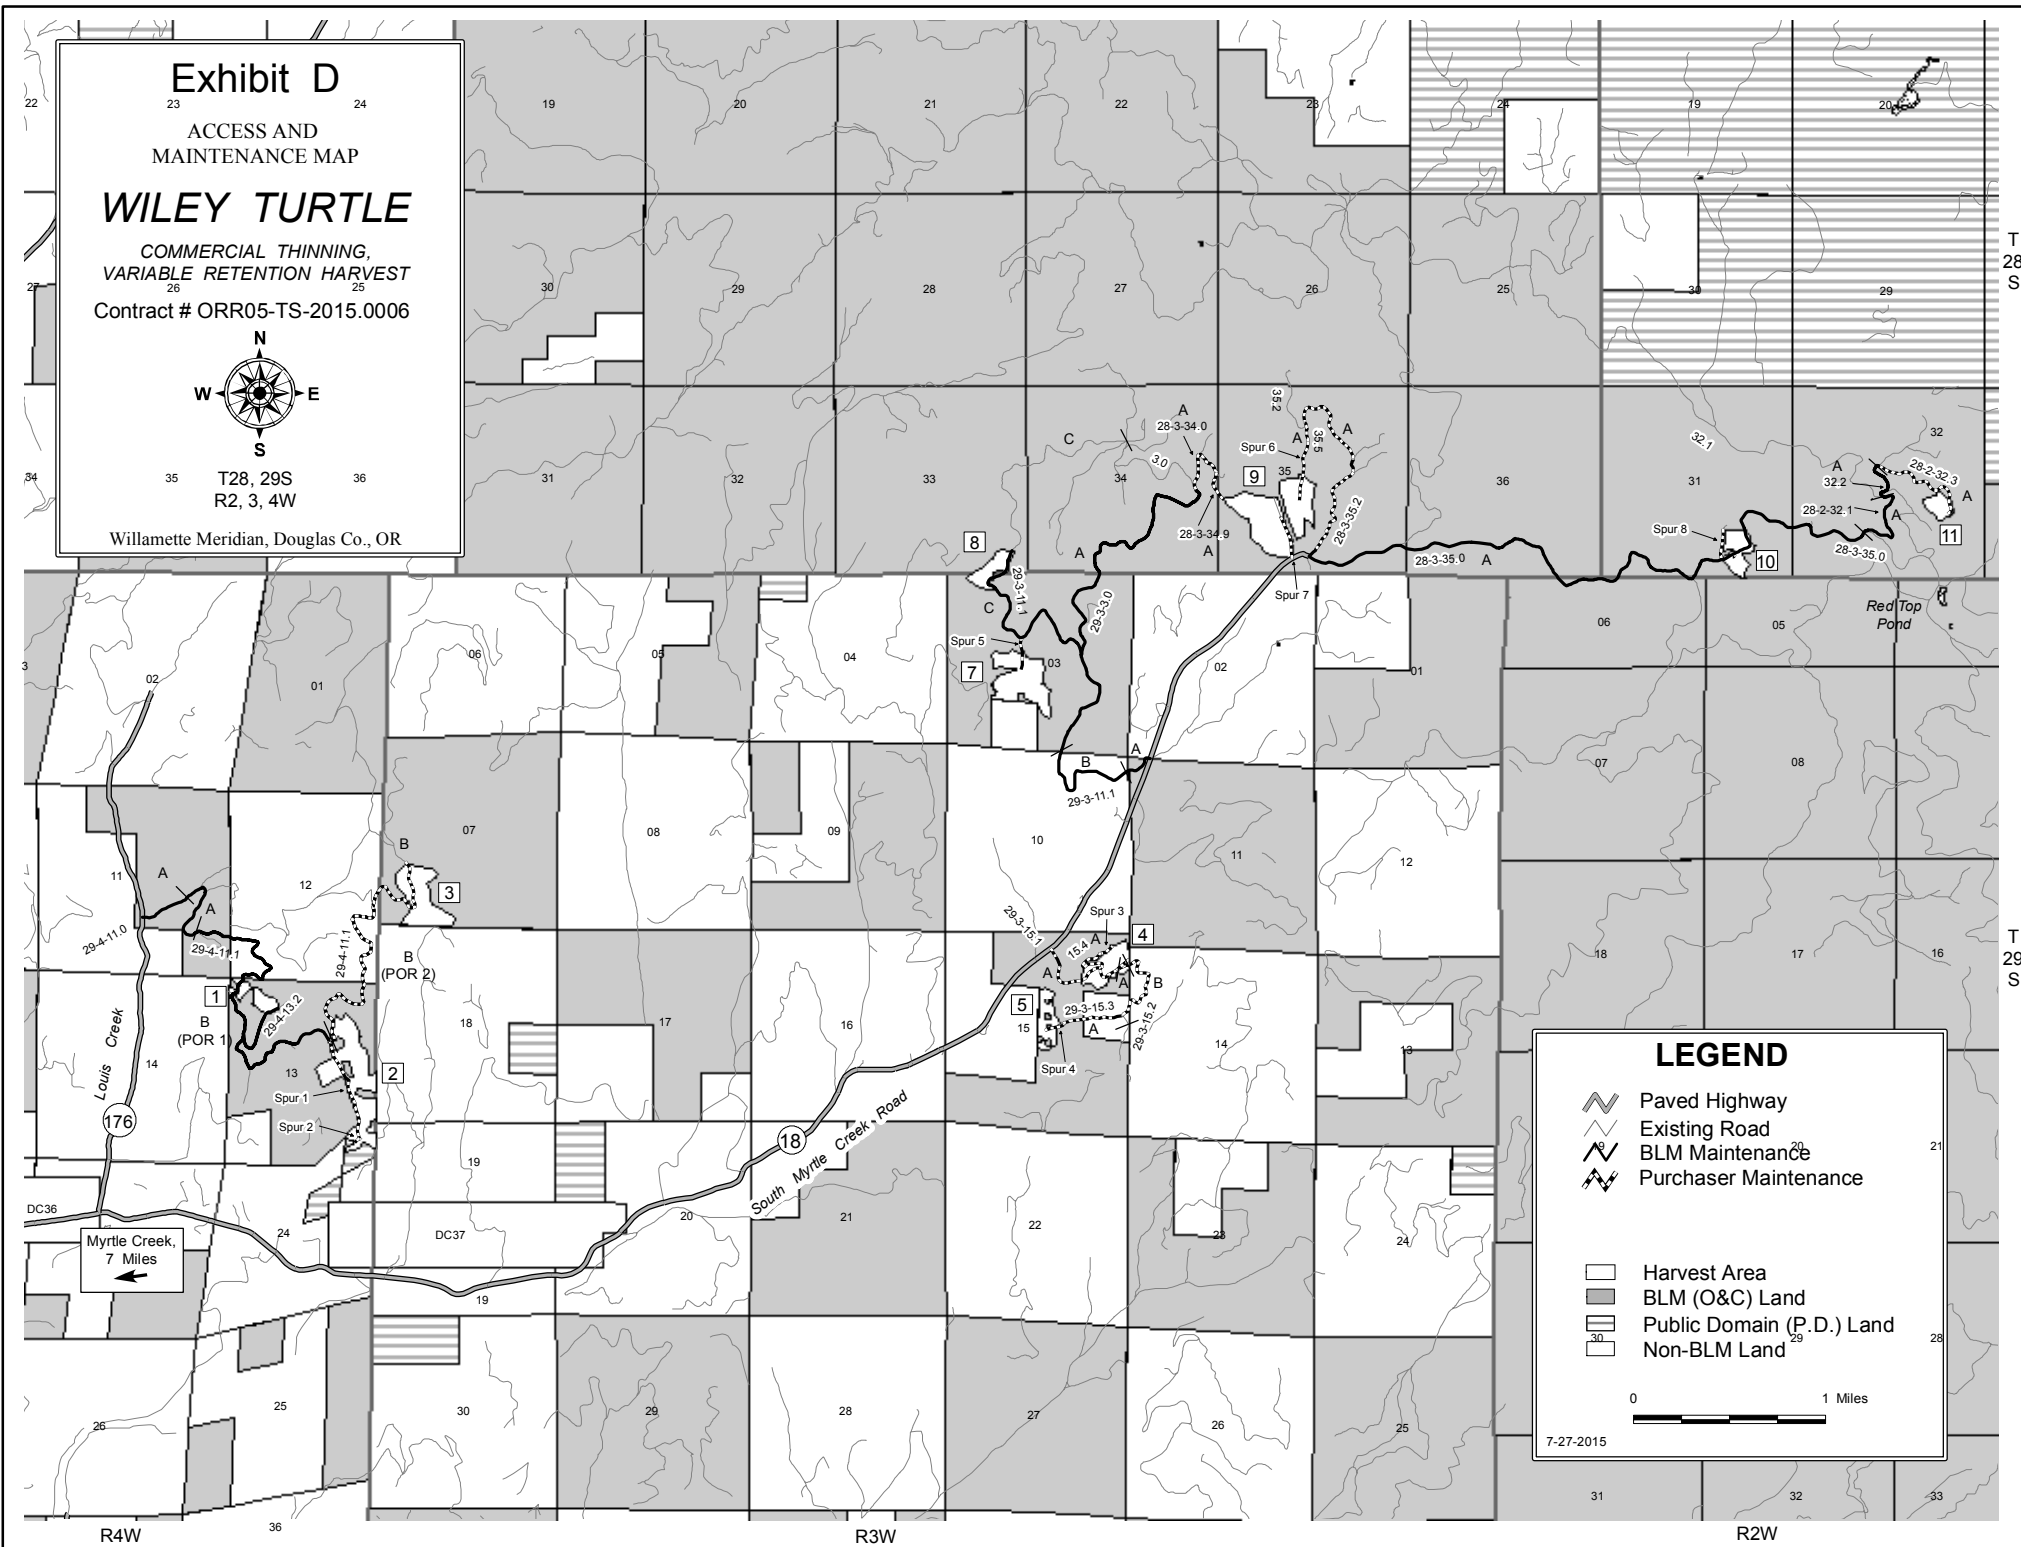 Exhibit D
ACCESS AND
MAINTENANCE MAP
WILEY TURTLE
COMMERCIAL THINNING,
VARIABLE RETENTION HARVEST
Contract # ORR05-TS-2015.0006
N
W E
S
T28, 29S
R2, 3, 4W
Willamette Meridian, Douglas Co., OR
22 23 24 19 20 21 22 23 24 19 20
27 26 25 30 29 28 27 26 25 30 29
T
28
S
34 35 36 31 32 33 34 35 36 31 32
C
3.0
A
28-3-34.0
28-3-34.9
A
Spur 6
9
35.2
A
35.5
A
28-3-35.2
32.1
A
32.2
28-2-32.1
A
28-2-32.3
A
11
Spur 8
10
28-3-35.0
28-3-35.0 A
Spur 7
8
29-3-11.1
C
A
29-3-3.0
Spur 5
7
3 02 01 06 05 04 03 02 01 06 05
Red Top
Pond
A
B
29-3-11.1
11 12 07 08 09 10 11 12 07 08
A
A
29-4-11.0
29-4-11.1
B
3
29-4-11.1
B
(POR 2)
1
B
(POR 1)
29-4-13.2
29-3-15.1
Spur 3
4
15.4
A
A
A
B
5
29-3-15.3
A
29-3-15.2
Spur 4
14 13 18 17 16 15 14 13 18 17 16
T
29
S
Louis Creek
176
2
Spur 1
Spur 2
18
South Myrtle Creek Road
DC36
Myrtle Creek,
7 Miles
24 19 DC37 19 20 21 22 23 24
26 25 30 29 28 27 26 25
36
31 32 33
LEGEND
Paved Highway
Existing Road
19 BLM Maintenance 20 21
Purchaser Maintenance
Harvest Area
BLM (O&C) Land
Public Domain (P.D.) Land
30 Non-BLM Land 29 28
0 1 Miles
7-27-2015
R4W R3W R2W